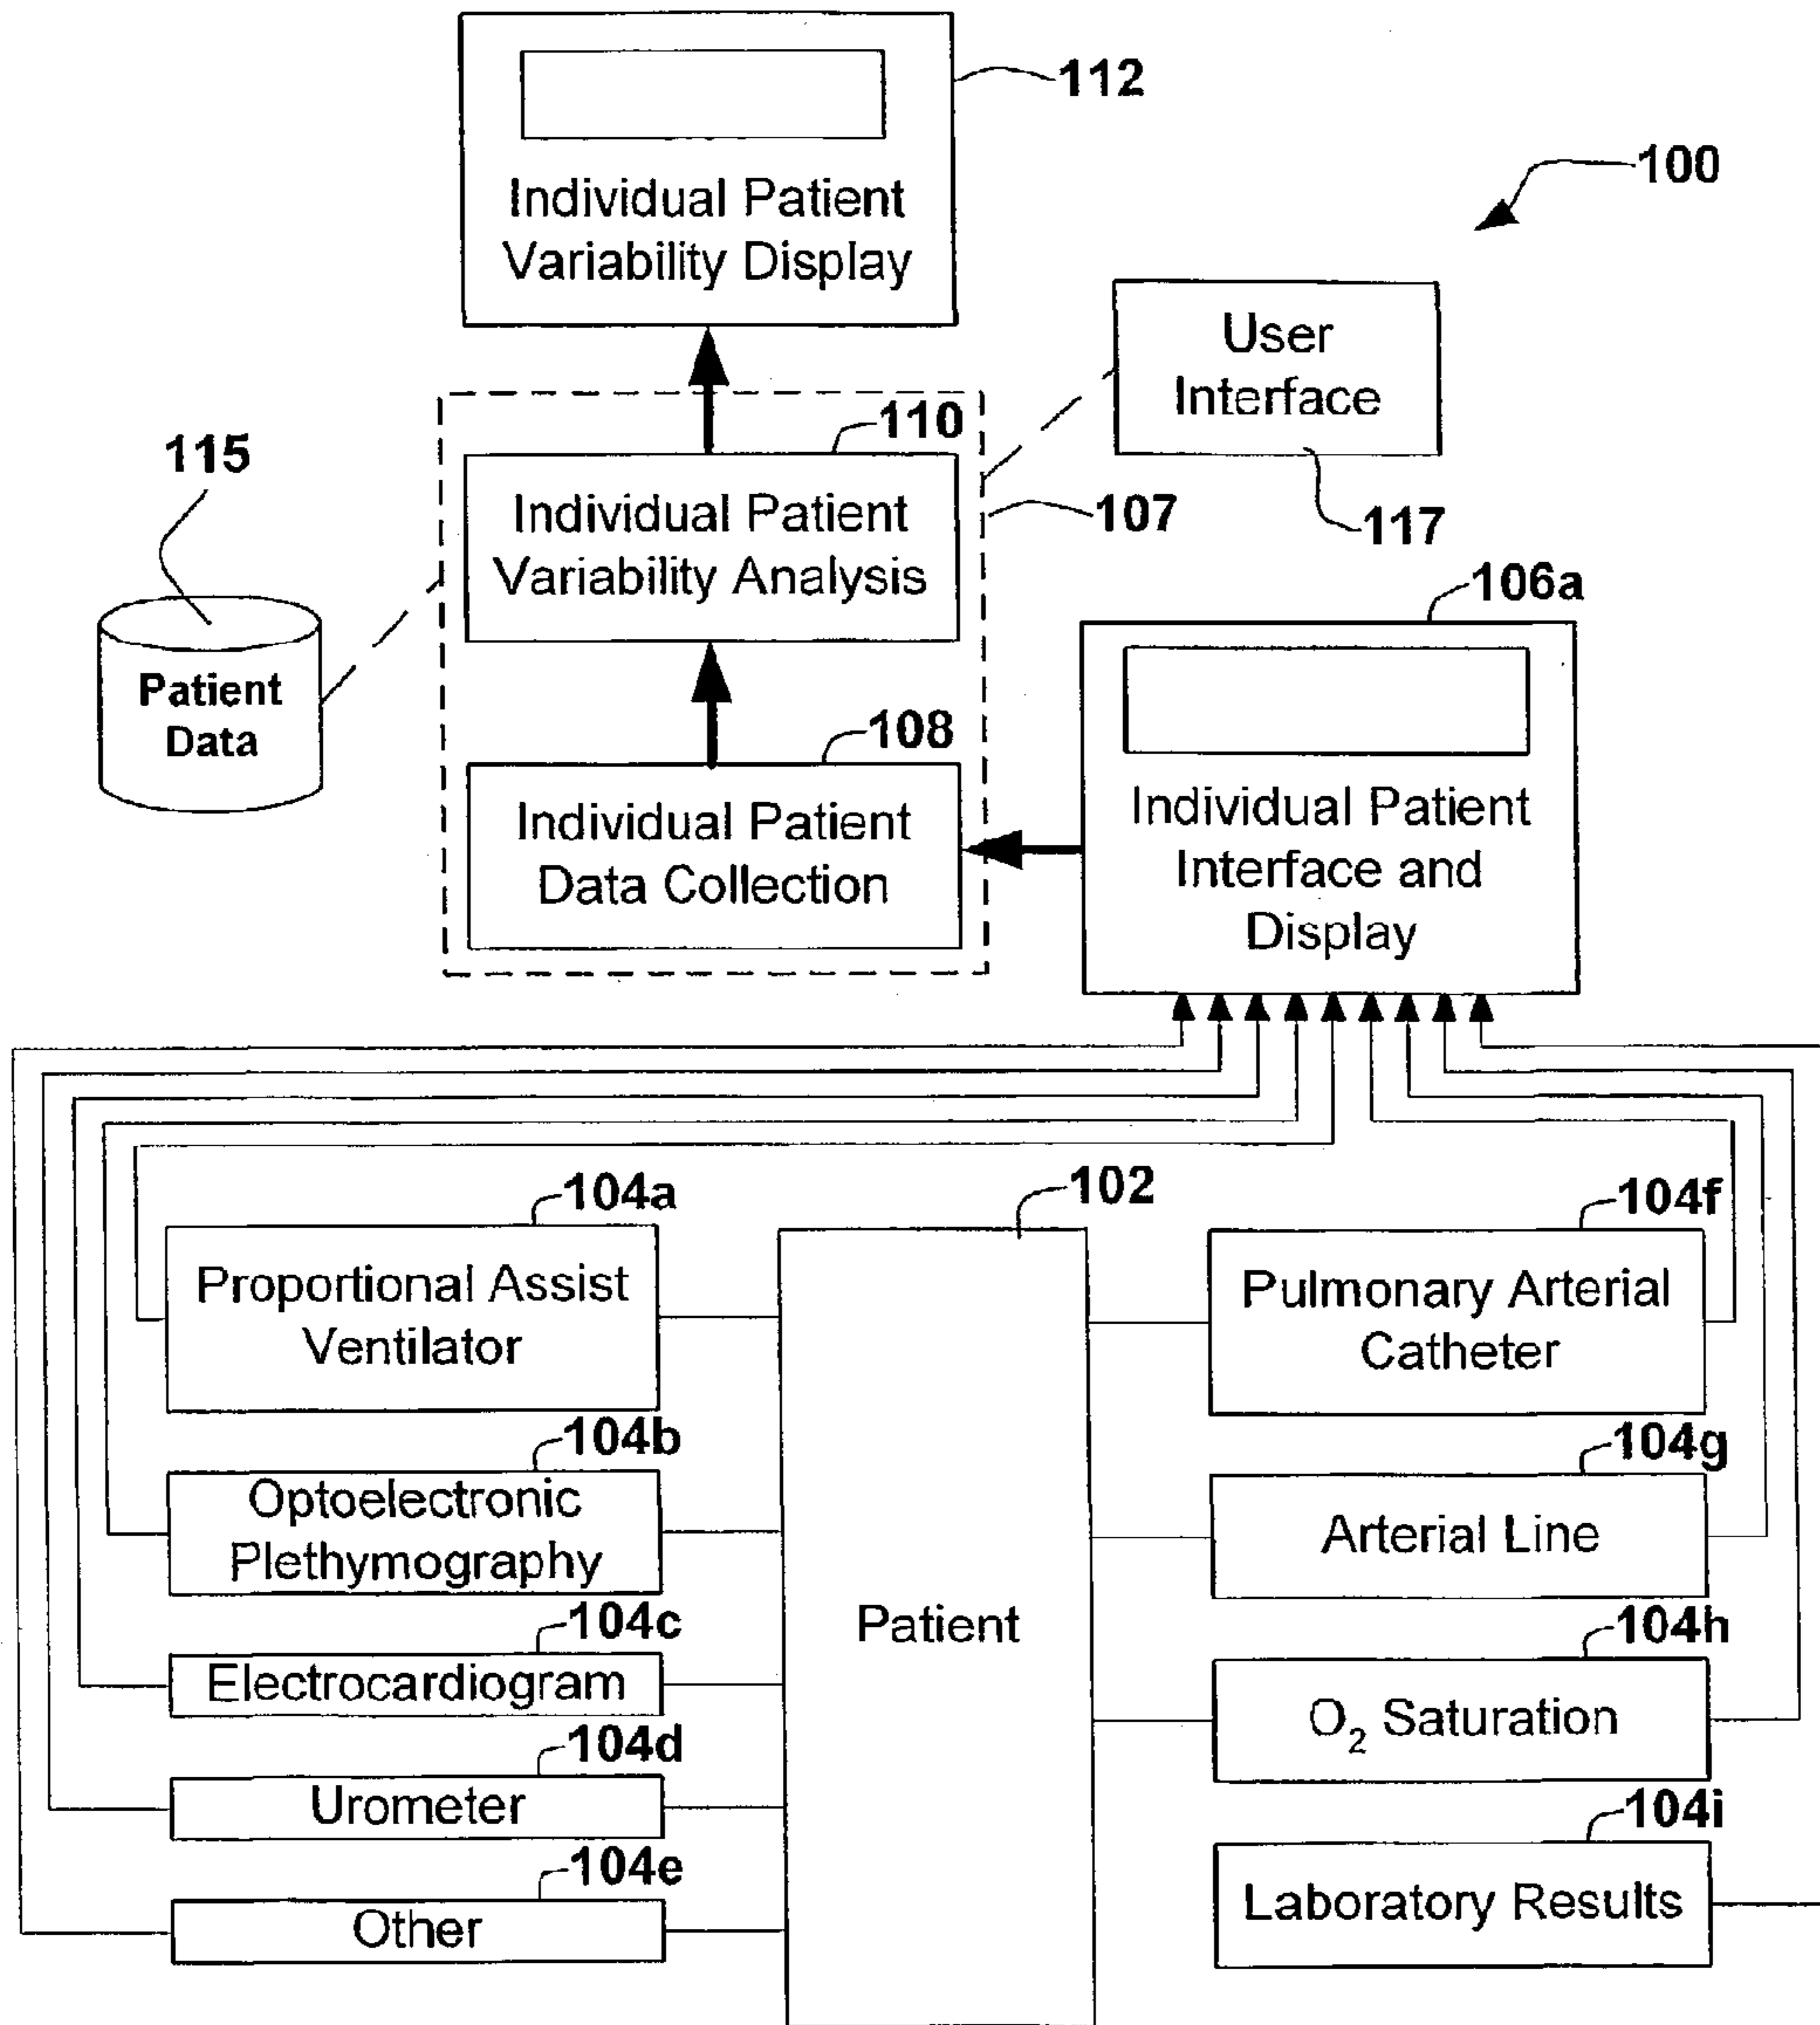 112
Individual Patient
Variability Display
100
User
Interface
117
110
Individual Patient
Variability Analysis
107
115
Patient
Data
108
Individual Patient
Data Collection
106a
Individual Patient
Interface and
Display
104a
Proportional Assist
Ventilator
104b
Optoelectronic
Plethymography
104c
Electrocardiogram
104d
Urometer
104e
Other
102
Patient
104f
Pulmonary Arterial
Catheter
104g
Arterial Line
104h
O₂ Saturation
104i
Laboratory Results